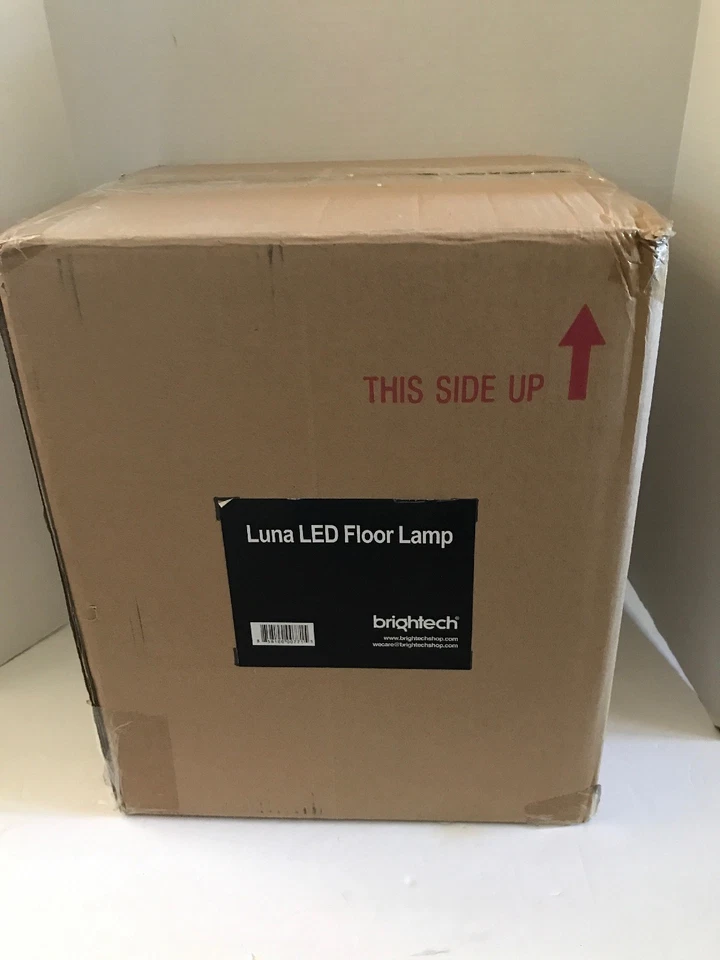 THIS SIDE UP
Luna LED Floor Lamp
brightech®
www.brightechshop.com
wecare@brightechshop.com